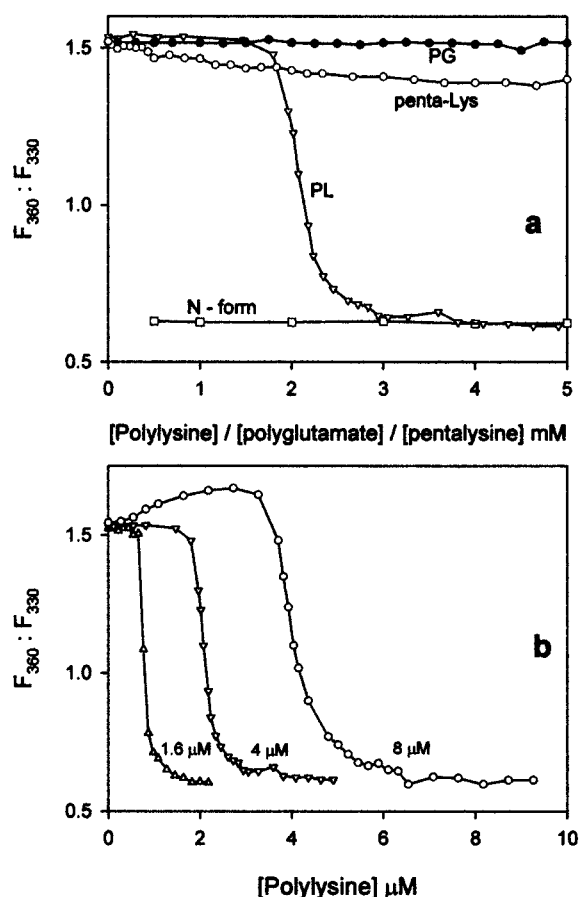 1.5
1.0
0.5
F360 : F330
PG
penta-Lys
PL
a
N - form
0 1 2 3 4 5
[Polylysine] / [polyglutamate] / [pentalysine] mM
1.5
1.0
0.5
F360 : F330
b
1.6 µM 4 µM 8 µM
0 2 4 6 8 10
[Polylysine] µM